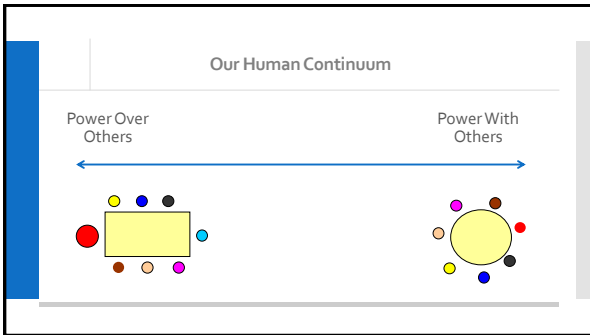 Our Human Continuum
Power Over
Others
Power With
Others